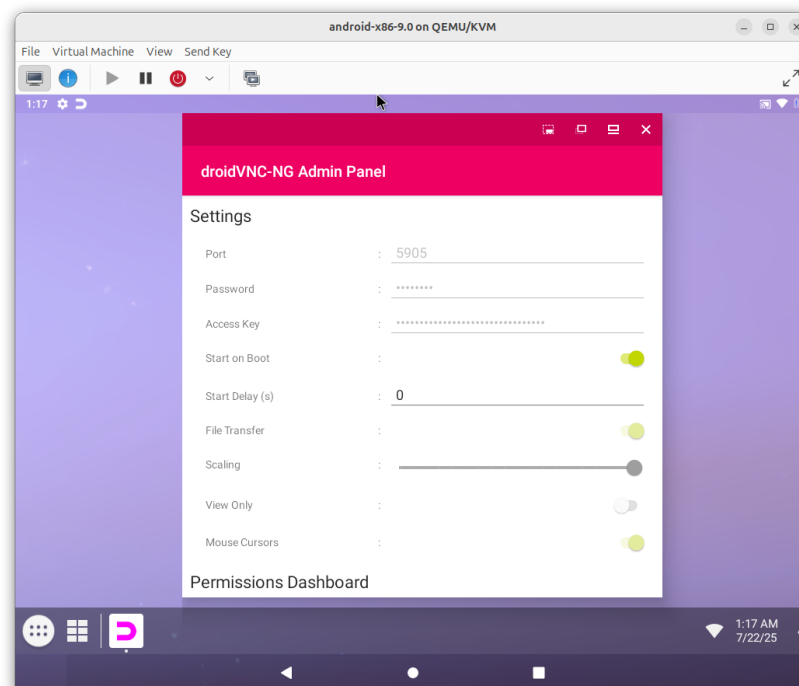 android-x86-9.0 on QEMU/KVM
File Virtual Machine View Send Key
1:17
droidVNC-NG Admin Panel
Settings
Port : 5905
Password : ••••••••
Access Key : ••••••••••••••••••••••••••••••••
Start on Boot :
Start Delay (s) : 0
File Transfer :
Scaling :
View Only :
Mouse Cursors :
Permissions Dashboard
1:17 AM
7/22/25